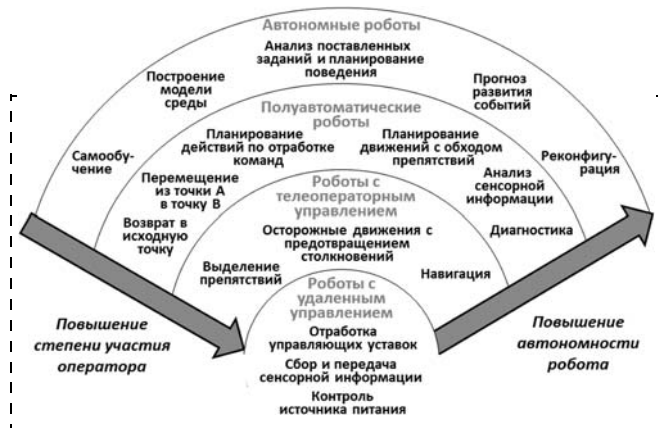 Автономные роботы
Анализ поставленных
заданий и планирование
поведения
Построение
модели
среды
Прогноз
развития
событий
Самообу-
чение
Реконфигу-
рация
Полуавтоматические
роботы
Планирование
действий по отработке
команд
Планирование
движений с обходом
препятствий
Перемещение
из точки А
в точку В
Анализ
сенсорной
информации
Возврат в
исходную
точку
Диагностика
Роботы с
телеоператорным
управлением
Осторожные движения с
предотвращением
столкновений
Выделение
препятствий
Навигация
Роботы с
удаленным
управлением
Отработка
управляющих уставок
Сбор и передача
сенсорной информации
Контроль
источника питания
Повышение
степени участия
оператора
Повышение
автономности
робота